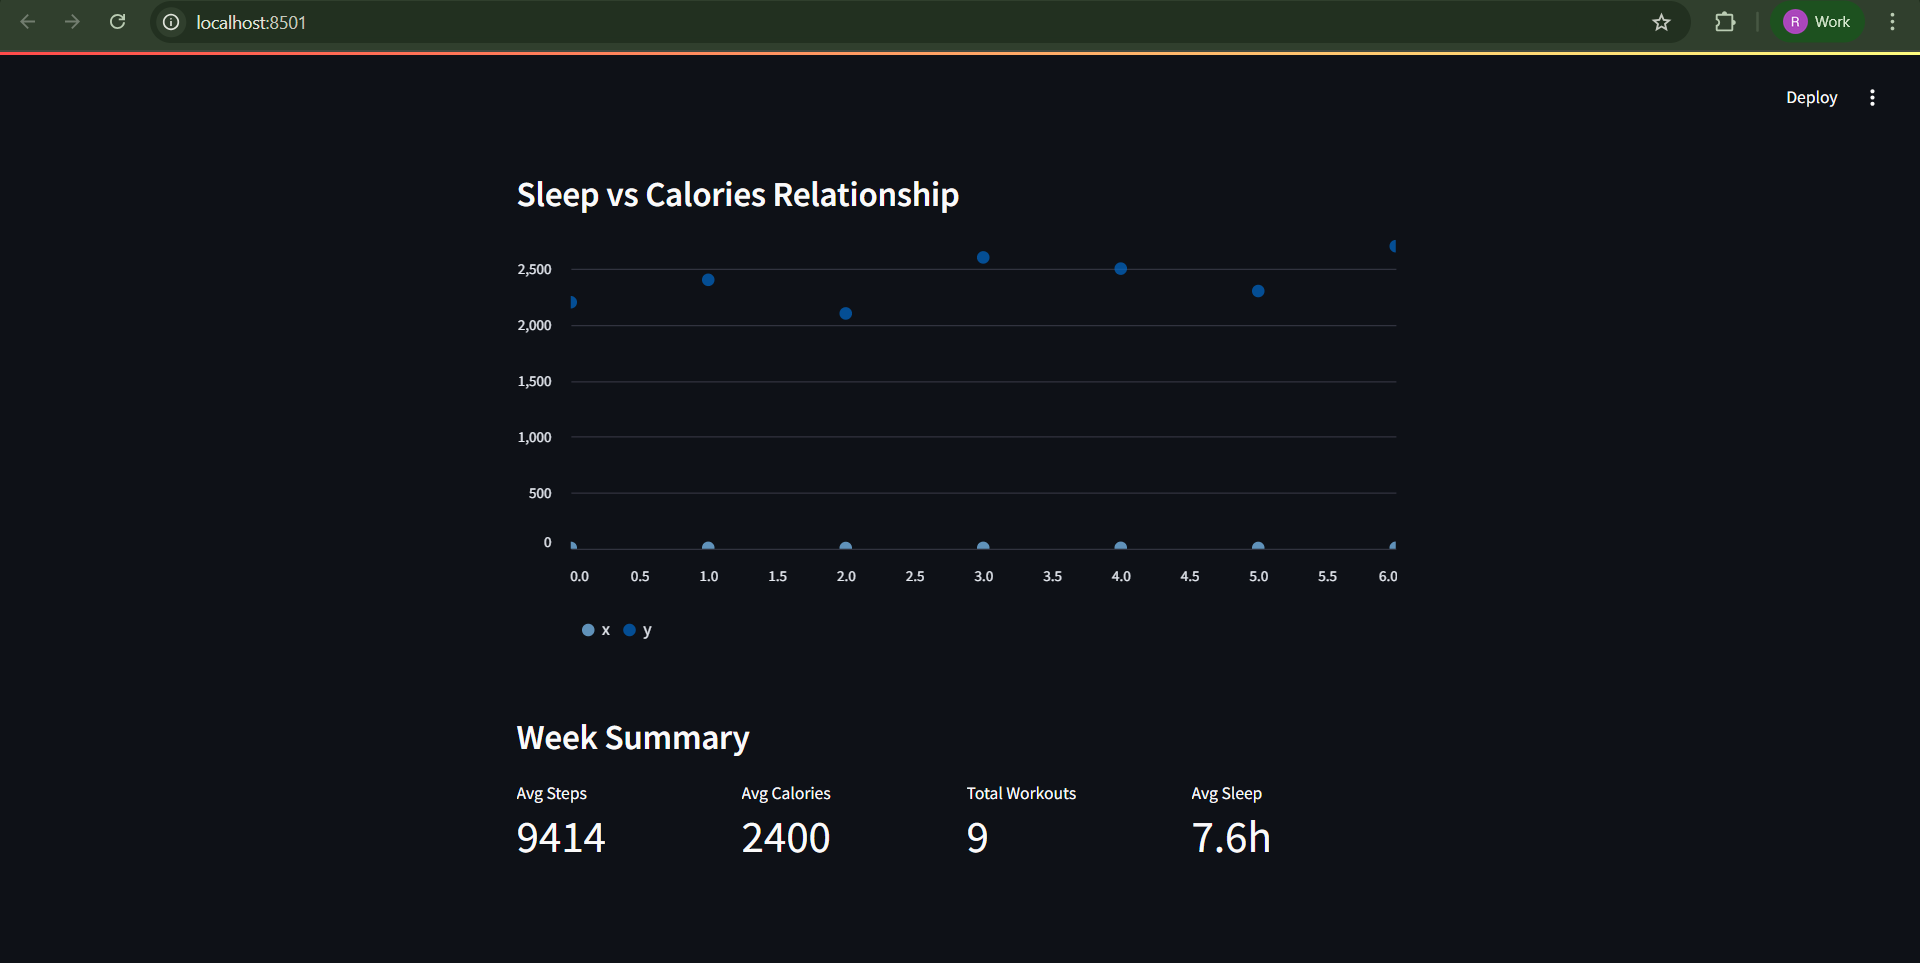 localhost:8501
R Work
Deploy
Sleep vs Calories Relationship
2,500
2,000
1,500
1,000
500
0
0.0 0.5 1.0 1.5 2.0 2.5 3.0 3.5 4.0 4.5 5.0 5.5 6.0
x y
Week Summary
Avg Steps Avg Calories Total Workouts Avg Sleep
9414 2400 9 7.6h